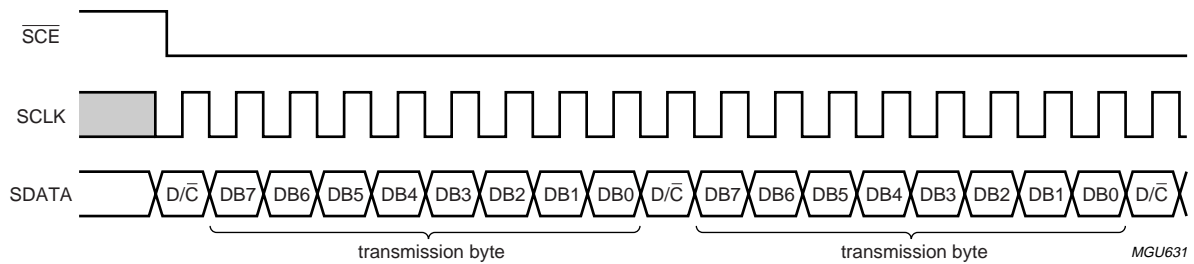 S̅C̅E̅
SCLK
SDATA D/C̅ DB7 DB6 DB5 DB4 DB3 DB2 DB1 DB0 D/C̅ DB7 DB6 DB5 DB4 DB3 DB2 DB1 DB0 D/C̅
transmission byte transmission byte MGU631